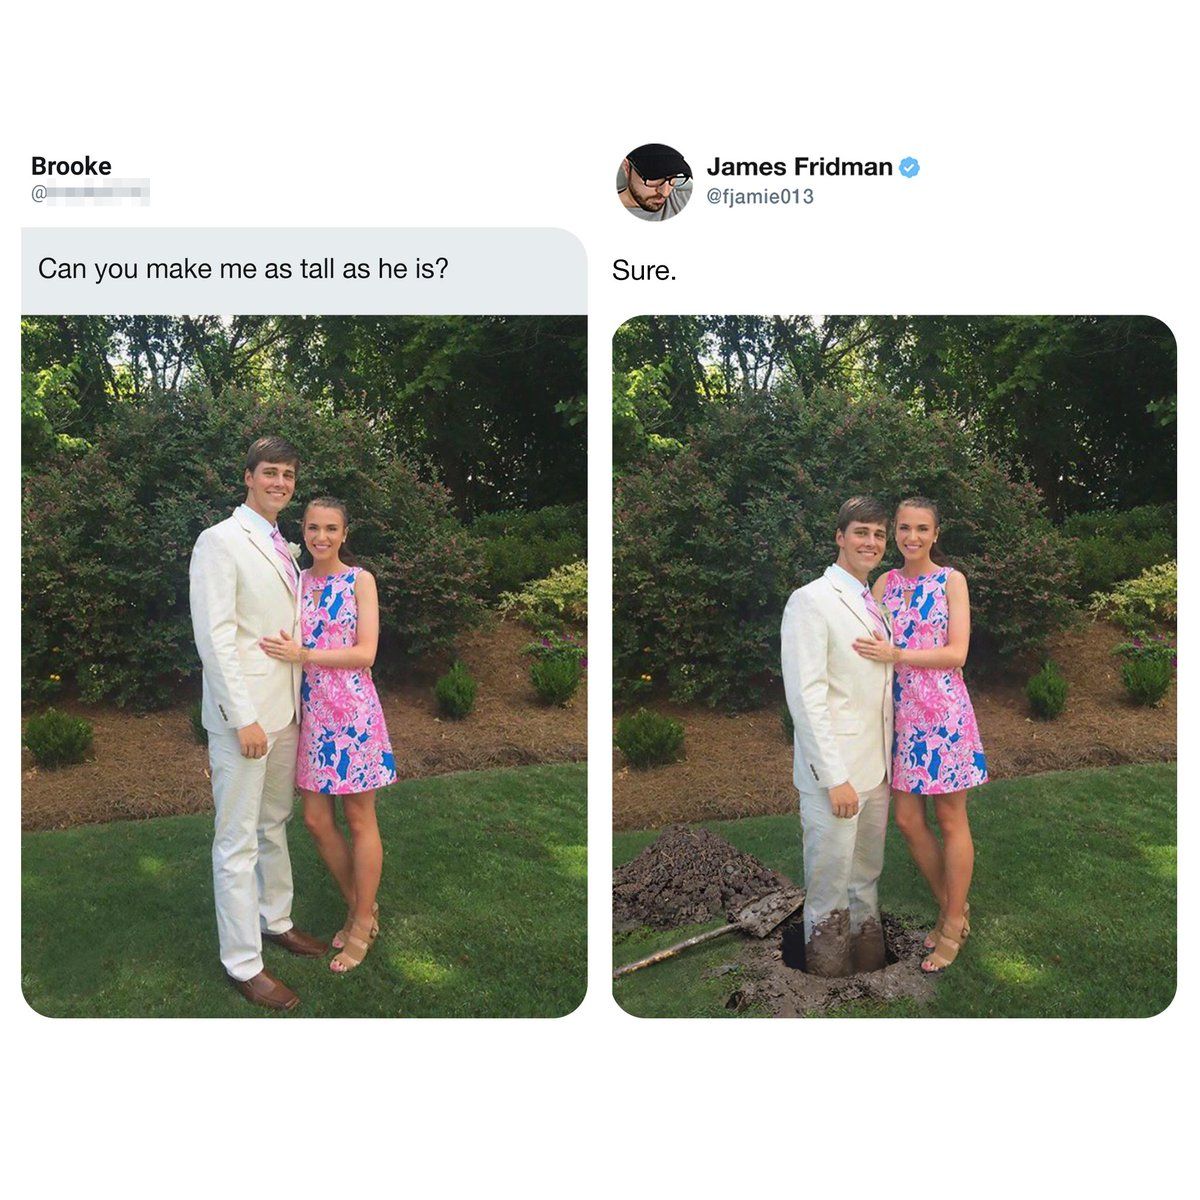 Brooke
@
Can you make me as tall as he is?
James Fridman
@fjamie013
Sure.